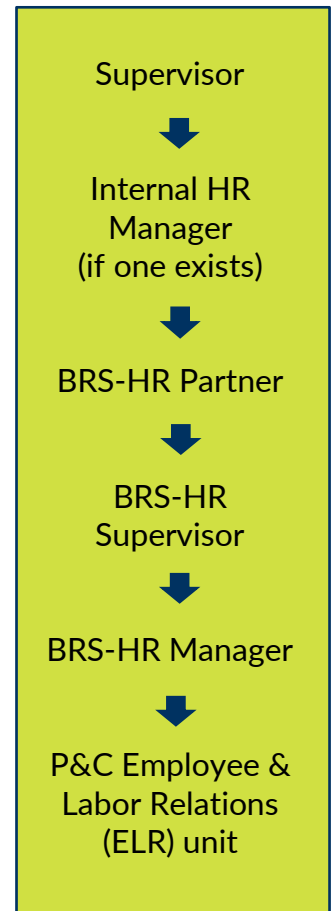 Supervisor
Internal HR
Manager
(if one exists)
BRS-HR Partner
BRS-HR
Supervisor
BRS-HR Manager
P&C Employee &
Labor Relations
(ELR) unit